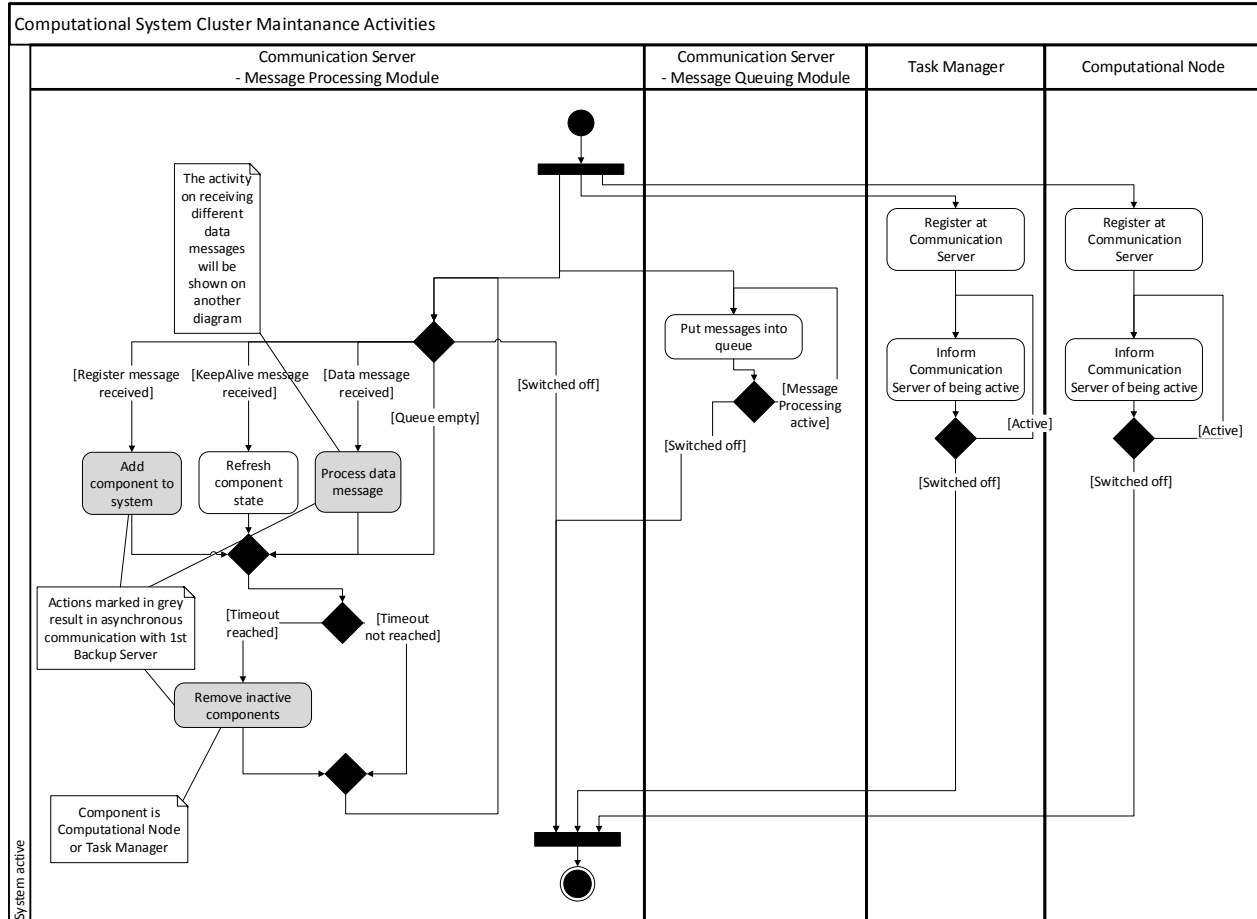 Computational System Cluster Maintanance Activities
Communication Server
- Message Processing Module
Communication Server
- Message Queuing Module
Task Manager
Computational Node
The activity
on receiving
different
data
messages
will be
shown on
another
diagram
Register at
Communication
Server
Register at
Communication
Server
Put messages into
queue
Inform
Communication
Server of being active
Inform
Communication
Server of being active
[Register message
received]
[KeepAlive message
received]
[Data message
received]
[Queue empty]
[Switched off]
[Message
Processing
active]
[Switched off]
[Active]
[Active]
[Switched off]
[Switched off]
Add
component to
system
Refresh
component
state
Process data
message
Actions marked in grey
result in asynchronous
communication with 1st
Backup Server
[Timeout
reached]
[Timeout
not reached]
Remove inactive
components
Component is
Computational Node
or Task Manager
System active